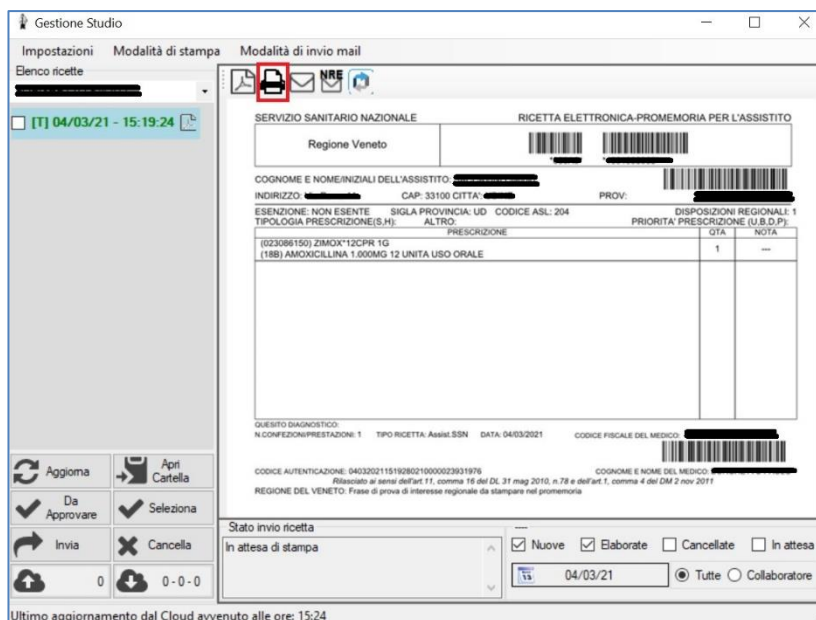 Gestione Studio
Impostazioni Modalità di stampa Modalità di invio mail
Elenco ricette
[T] 04/03/21 - 15:19:24
NRE
SERVIZIO SANITARIO NAZIONALE RICETTA ELETTRONICA-PROMEMORIA PER L'ASSISTITO
Regione Veneto
COGNOME E NOME/INIZIALI DELL'ASSISTITO:
INDIRIZZO: CAP: 33100 CITTA': PROV:
ESENZIONE: NON ESENTE SIGLA PROVINCIA: UD CODICE ASL: 204 DISPOSIZIONI REGIONALI: 1
TIPOLOGIA PRESCRIZIONE(S,H): ALTRO: PRIORITA' PRESCRIZIONE (U,B,D,P):
PRESCRIZIONE QTA NOTA
(023086150) ZIMOX*12CPR 1G
(18B) AMOXICILLINA 1.000MG 12 UNITA USO ORALE
1 ---
QUESITO DIAGNOSTICO:
N.CONFEZIONI/PRESTAZIONI: 1 TIPO RICETTA: Assist.SSN DATA: 04/03/2021 CODICE FISCALE DEL MEDICO:
CODICE AUTENTICAZIONE: 040320211519280210000023931976 COGNOME E NOME DEL MEDICO:
Rilasciato ai sensi dell'art.11, comma 16 del DL 31 mag 2010, n.78 e dell'art.1, comma 4 del DM 2 nov 2011
REGIONE DEL VENETO: Frase di prova di interesse regionale da stampare nel promemoria
Aggiorna Apri Cartella
Da Approvare Seleziona
Invia Cancella
0 0 - 0 - 0
Stato invio ricetta
In attesa di stampa
Nuove Elaborate Cancellate In attesa
04/03/21 Tutte Collaboratore
Ultimo aggiornamento dal Cloud avvenuto alle ore: 15:24